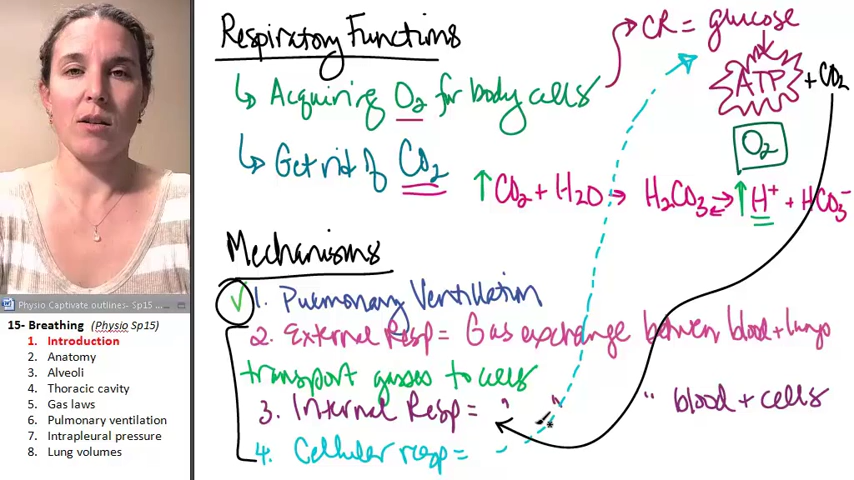 Respiratory Functions
CR = glucose
ATP + CO2
↳ Acquiring O2 for body cells
O2
↳ Get rid of CO2
↑CO2 + H2O → H2CO3 ⇄ ↑H+ + HCO3-
Mechanisms
√ 1. Pulmonary Ventilation
2. External Resp = Gas exchange between blood + lungs
transport gasses to cells
3. Internal Resp = " " " blood + cells
4. Cellular resp =
Physio Captivate outlines- Sp15
15- Breathing (Physio Sp15)
1. Introduction
2. Anatomy
3. Alveoli
4. Thoracic cavity
5. Gas laws
6. Pulmonary ventilation
7. Intrapleural pressure
8. Lung volumes